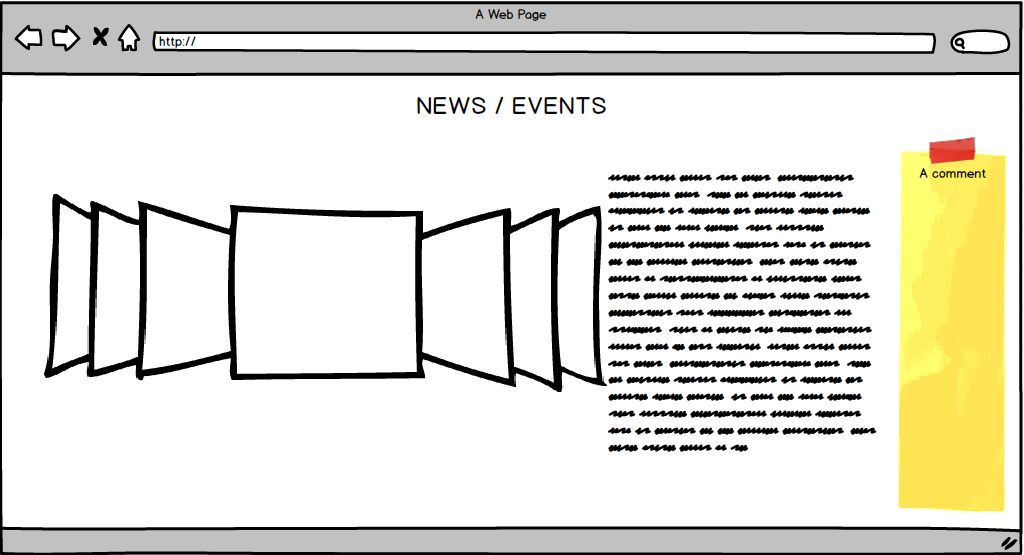 A Web Page
http://
NEWS / EVENTS
A comment